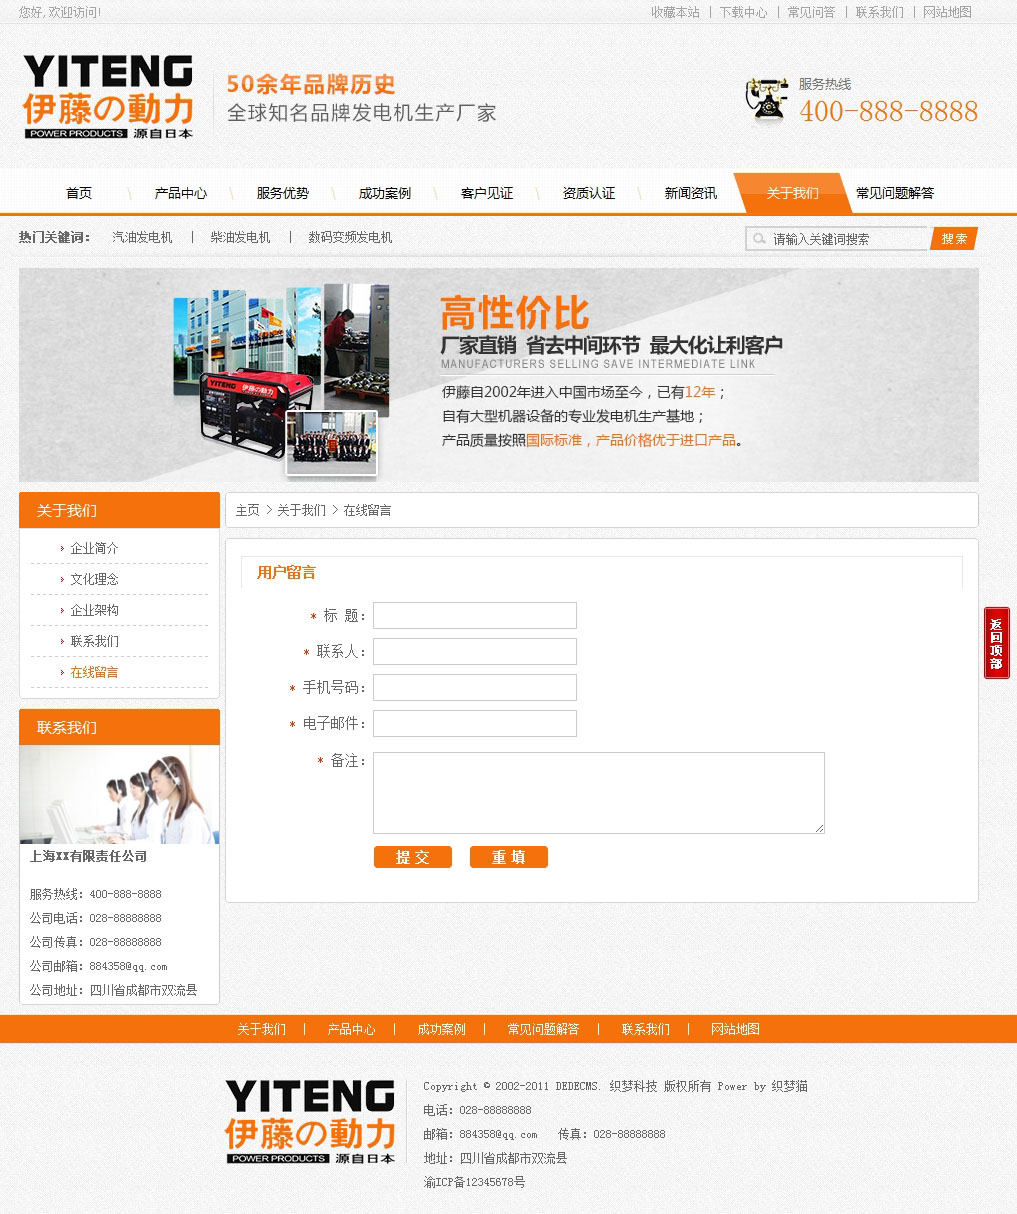 您好, 欢迎访问!
收藏本站 | 下载中心 | 常见问答 | 联系我们 | 网站地图
YITENG
伊藤の動力
POWER PRODUCTS 源自日本
50余年品牌历史
全球知名品牌发电机生产厂家
服务热线
400-888-8888
首页 产品中心 服务优势 成功案例 客户见证 资质认证 新闻资讯 关于我们 常见问题解答
热门关键词： 汽油发电机 | 柴油发电机 | 数码变频发电机
请输入关键词搜索 搜索
高性价比
厂家直销 省去中间环节 最大化让利客户
MANUFACTURERS SELLING SAVE INTERMEDIATE LINK
伊藤自2002年进入中国市场至今，已有12年；
自有大型机器设备的专业发电机生产基地；
产品质量按照国际标准，产品价格优于进口产品。
YITENG 伊藤の動力
关于我们
企业简介
文化理念
企业架构
联系我们
在线留言
联系我们
上海XX有限责任公司
服务热线：400-888-8888
公司电话：028-88888888
公司传真：028-88888888
公司邮箱：884358@qq.com
公司地址：四川省成都市双流县
主页 > 关于我们 > 在线留言
用户留言
* 标 题：
* 联系人：
* 手机号码：
* 电子邮件：
* 备注：
提 交 重 填
返回顶部
关于我们 | 产品中心 | 成功案例 | 常见问题解答 | 联系我们 | 网站地图
YITENG
伊藤の動力
POWER PRODUCTS 源自日本
Copyright © 2002-2011 DEDECMS. 织梦科技 版权所有 Power by 织梦猫
电话：028-88888888
邮箱：884358@qq.com 传真：028-88888888
地址：四川省成都市双流县
渝ICP备12345678号